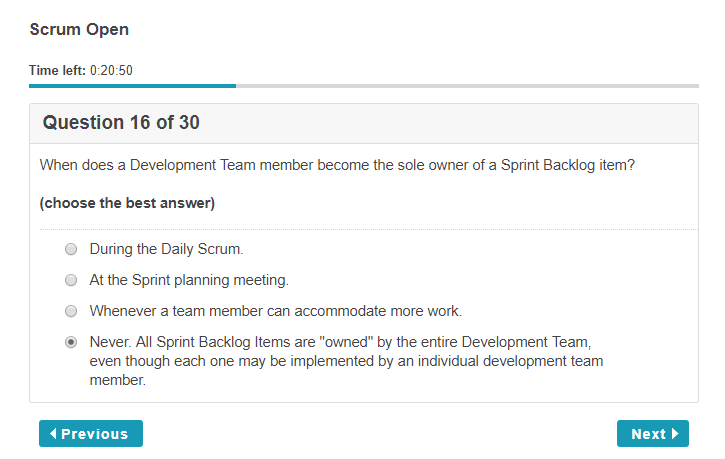 Scrum Open
Time left: 0:20:50
Question 16 of 30
When does a Development Team member become the sole owner of a Sprint Backlog item?
(choose the best answer)
During the Daily Scrum.
At the Sprint planning meeting.
Whenever a team member can accommodate more work.
Never. All Sprint Backlog Items are "owned" by the entire Development Team,
even though each one may be implemented by an individual development team
member.
Previous
Next